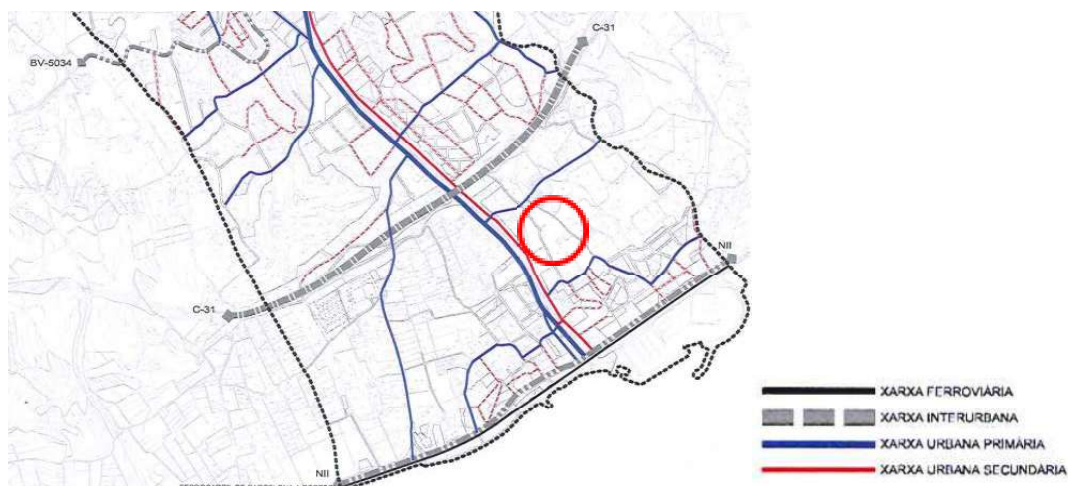 C-31
BV-5034
NII
C-31
NII
XARXA FERROVIÀRIA
XARXA INTERURBANA
XARXA URBANA PRIMÀRIA
XARXA URBANA SECUNDÀRIA